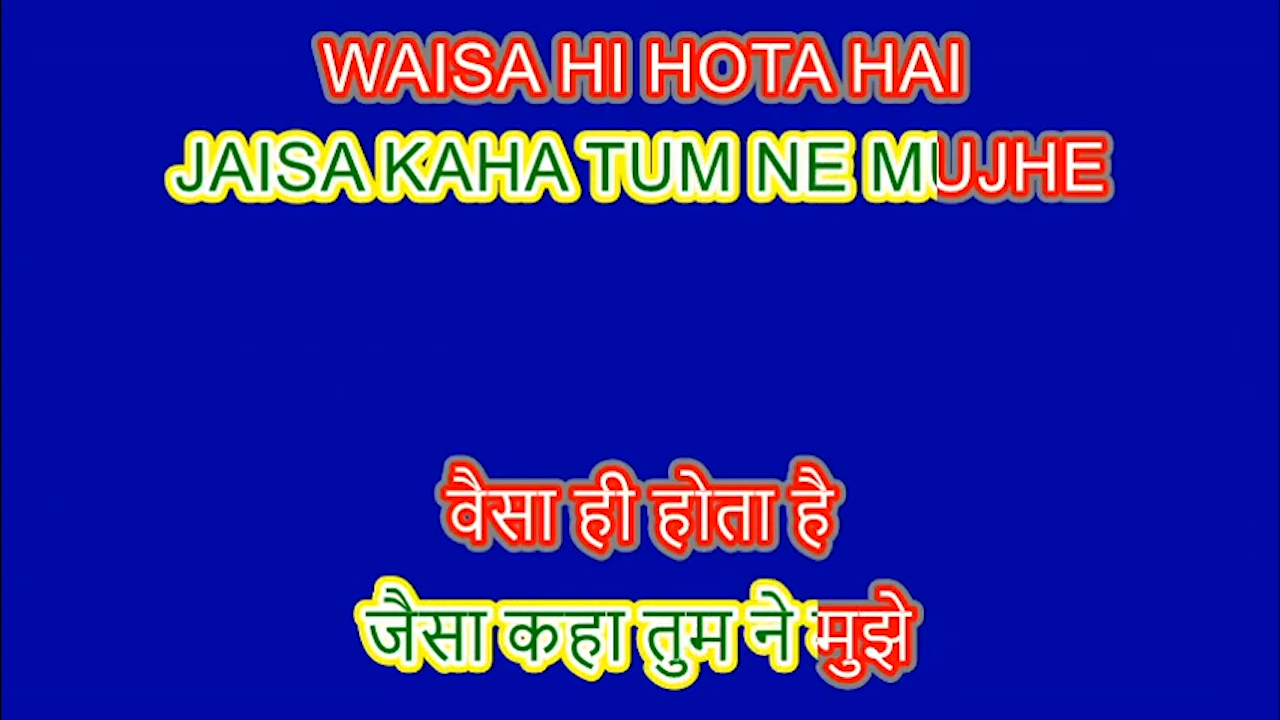 WAISA HI HOTA HAI
JAISA KAHA TUM NE MUJHE
वैसा ही होता है
जैसा कहा तुम ने मुझे